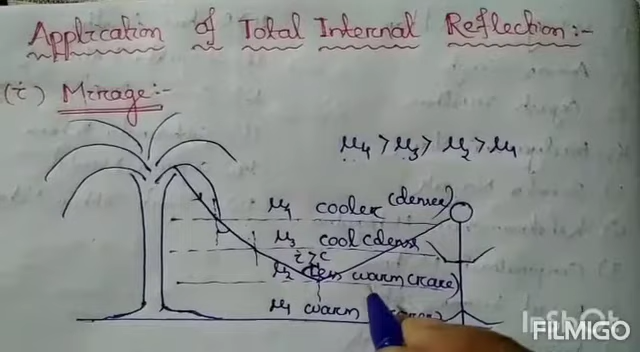 Application of Total Internal Reflection:-
(i) Mirage:-
μ4 > μ3 > μ2 > μ1
μ4 cooler (denser)
μ3 cool (dense
i > c
μ2 warm (rare)
μ1 warm
InShOt
FILMIGO